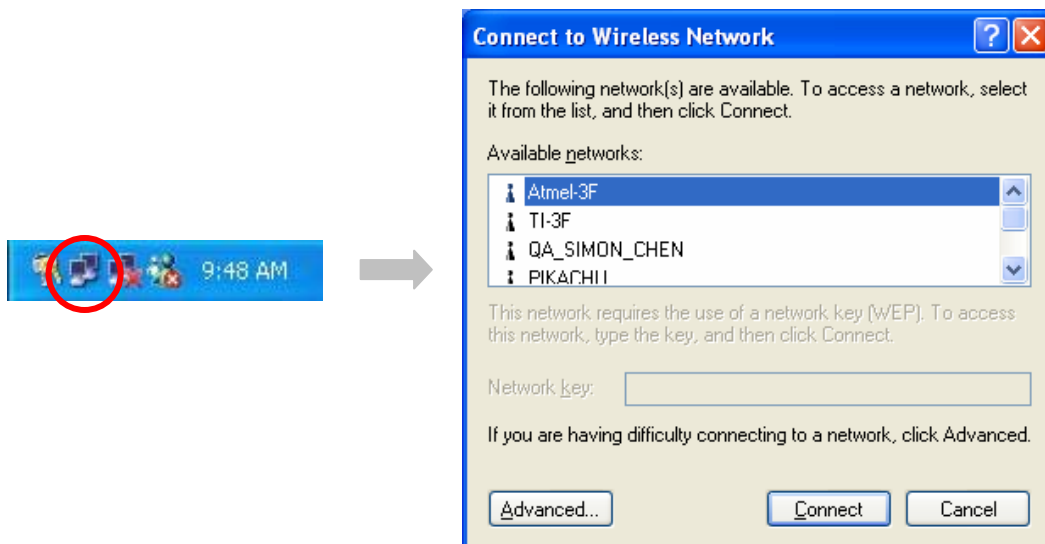 Connect to Wireless Network
The following network(s) are available. To access a network, select
it from the list, and then click Connect.
Available networks:
Atmel-3F
TI-3F
QA_SIMON_CHEN
PIKACHU
9:48 AM
This network requires the use of a network key (WEP). To access
this network, type the key, and then click Connect.
Network key:
If you are having difficulty connecting to a network, click Advanced.
Advanced...
Connect
Cancel